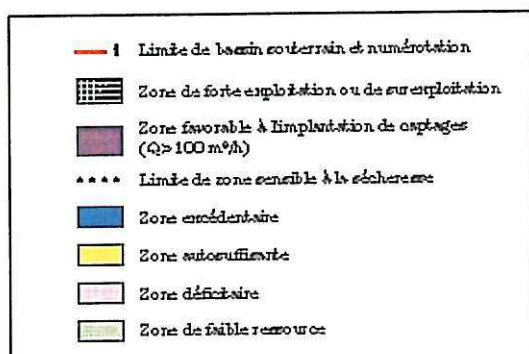 1 Limite de bassin souterrain et numérotation
Zone de forte exploitation ou de surexploitation
Zone favorable à l'implantation de captages
(Q>100 m³/h)
Limite de zone sensible à la sécheresse
Zone excédentaire
Zone autosuffisante
Zone déficitaire
Zone de faible ressource